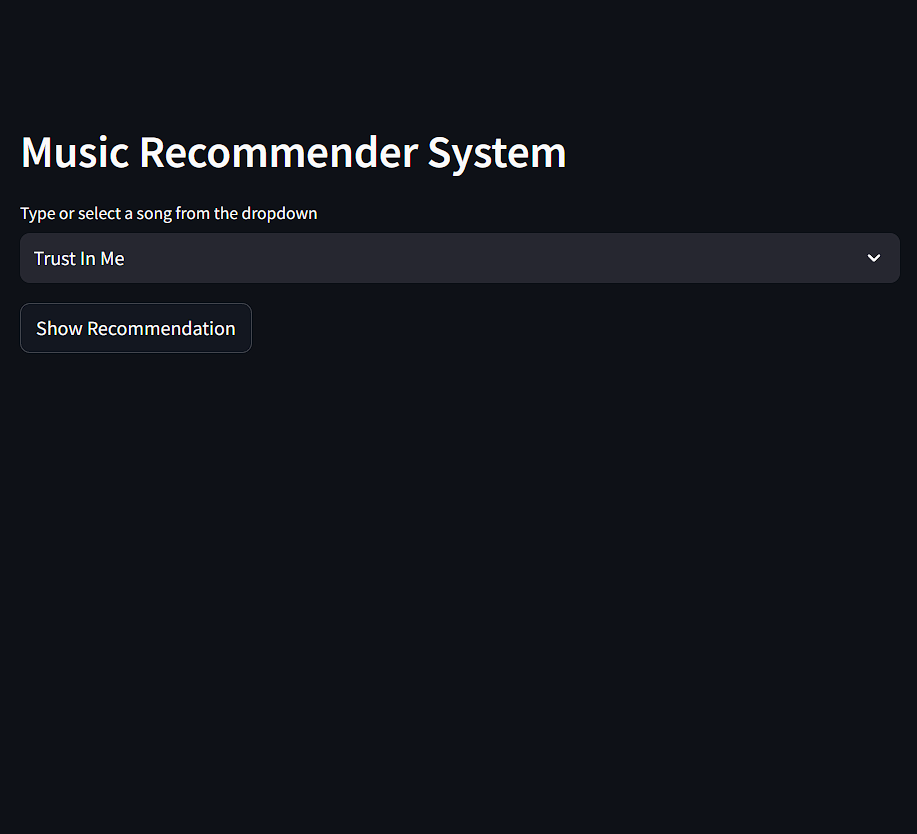 Music Recommender System
Type or select a song from the dropdown
Trust In Me
Show Recommendation